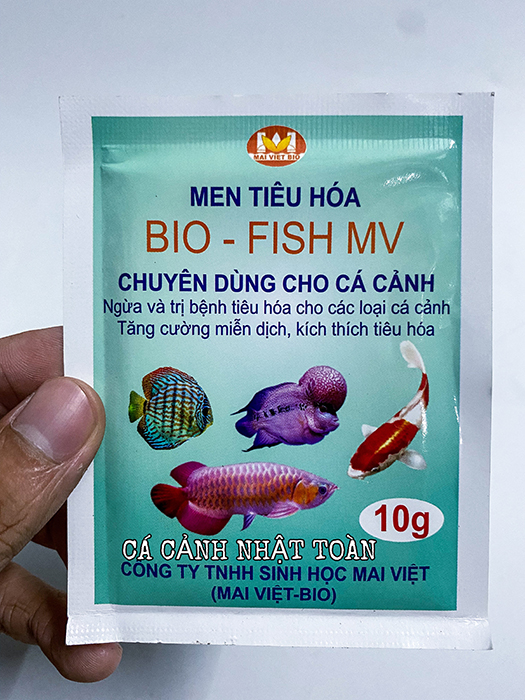 MAI VIET BIO
MEN TIÊU HÓA
BIO - FISH MV
CHUYÊN DÙNG CHO CÁ CẢNH
Ngừa và trị bệnh tiêu hóa cho các loại cá cảnh
Tăng cường miễn dịch, kích thích tiêu hóa
10g
CÁ CẢNH NHẬT TOÀN
CÔNG TY TNHH SINH HỌC MAI VIỆT
(MAI VIỆT-BIO)